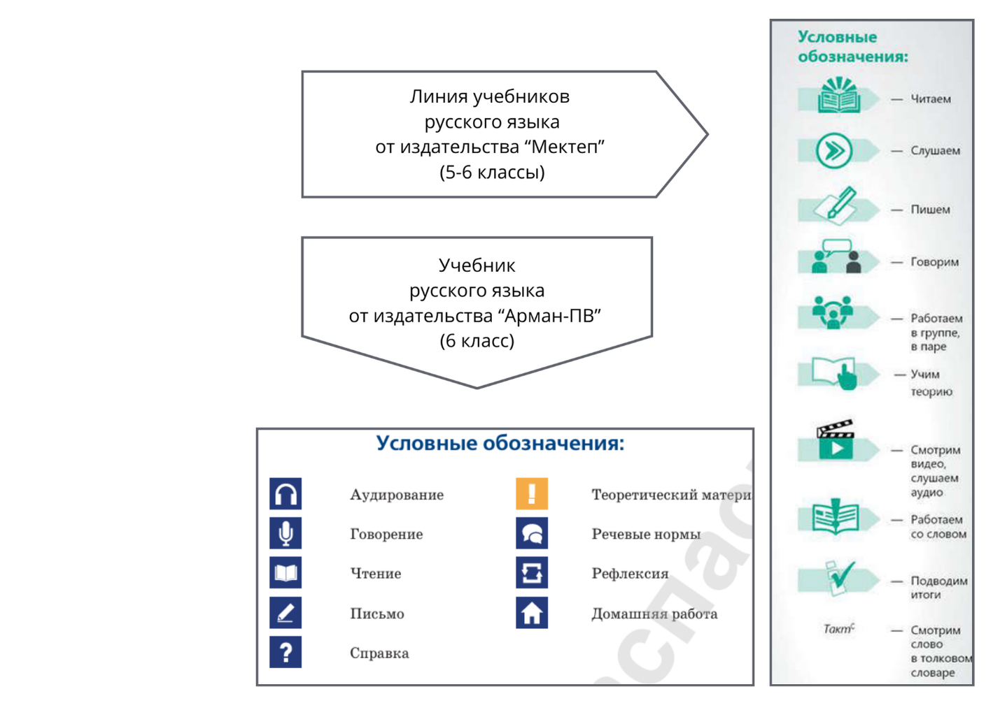 Линия учебников
русского языка
от издательства “Мектеп”
(5-6 классы)
Учебник
русского языка
от издательства “Арман-ПВ”
(6 класс)
Условные обозначения:
Аудирование
Говорение
Чтение
Письмо
Справка
Теоретический матери
Речевые нормы
Рефлексия
Домашняя работа
Условные
обозначения:
— Читаем
— Слушаем
— Пишем
— Говорим
— Работаем
в группе,
в паре
— Учим
теорию
— Смотрим
видео,
слушаем
аудио
— Работаем
со словом
— Подводим
итоги
Тактᶜ — Смотрим
слово
в толковом
словаре